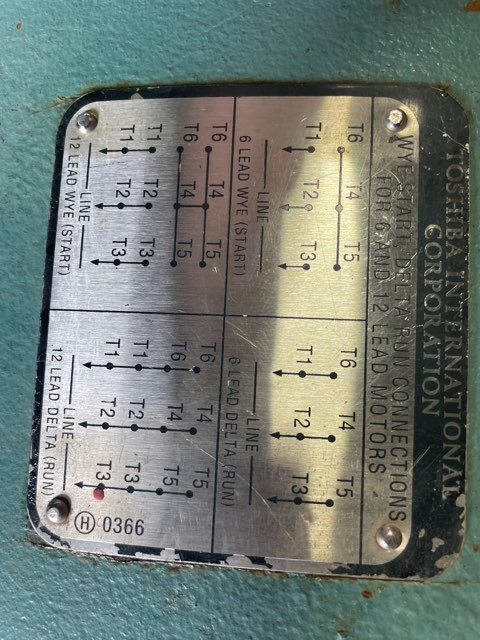 TOSHIBA INTERNATIONAL
CORPORATION
WYE START, DELTA RUN CONNECTIONS
FOR 6 AND 12 LEAD MOTORS
T6 T4 T5
T1 T2 T3
LINE
6 LEAD WYE (START)
T6 T4 T5
T1 T2 T3
LINE
6 LEAD DELTA (RUN)
T6 T4 T5
T6 T4 T5
T1 T2 T3
T1 T2 T3
LINE
12 LEAD WYE (START)
T6 T4 T5
T6 T4 T5
T1 T2 T3
T1 T2 T3
LINE
12 LEAD DELTA (RUN)
H 0366